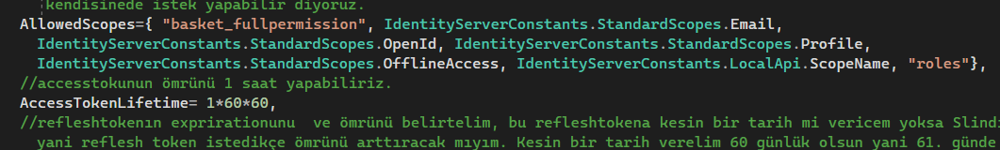 kendisinede istek yapabilir diyoruz.
AllowedScopes={ "basket_fullpermission", IdentityServerConstants.StandardScopes.Email,
IdentityServerConstants.StandardScopes.OpenId, IdentityServerConstants.StandardScopes.Profile,
IdentityServerConstants.StandardScopes.OfflineAccess, IdentityServerConstants.LocalApi.ScopeName, "roles"},
//accesstokunun ömrünü 1 saat yapabiliriz.
AccessTokenLifetime= 1*60*60,
//refleshtokenın exprirationunu  ve ömrünü belirtelim, bu refleshtokena kesin bir tarih mi vericem yoksa Slind
yani reflesh token istedikçe ömrünü arttıracak mıyım. Kesin bir tarih verelim 60 günlük olsun yani 61. günde